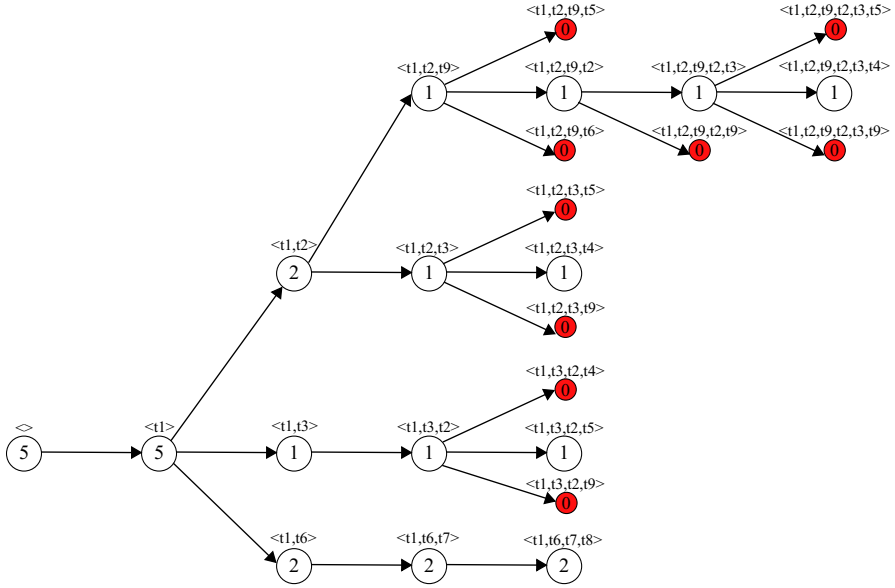 <t1,t2,t9,t5>
0
<t1,t2,t9,t2,t3,t5>
0
<t1,t2,t9>
1
<t1,t2,t9,t2>
1
<t1,t2,t9,t2,t3>
1
<t1,t2,t9,t2,t3,t4>
1
<t1,t2,t9,t6>
0
<t1,t2,t9,t2,t9>
0
<t1,t2,t9,t2,t3,t9>
0
<t1,t2,t3,t5>
0
<t1,t2>
2
<t1,t2,t3>
1
<t1,t2,t3,t4>
1
<t1,t2,t3,t9>
0
<t1,t3,t2,t4>
0
<>
5
<t1>
5
<t1,t3>
1
<t1,t3,t2>
1
<t1,t3,t2,t5>
1
<t1,t3,t2,t9>
0
<t1,t6>
2
<t1,t6,t7>
2
<t1,t6,t7,t8>
2